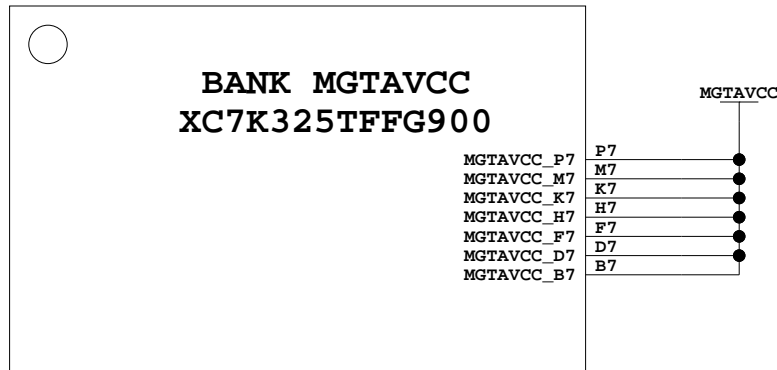 BANK MGTAVCC
XC7K325TFFG900
MGTAVCC
MGTAVCC_P7 P7
MGTAVCC_M7 M7
MGTAVCC_K7 K7
MGTAVCC_H7 H7
MGTAVCC_F7 F7
MGTAVCC_D7 D7
MGTAVCC_B7 B7